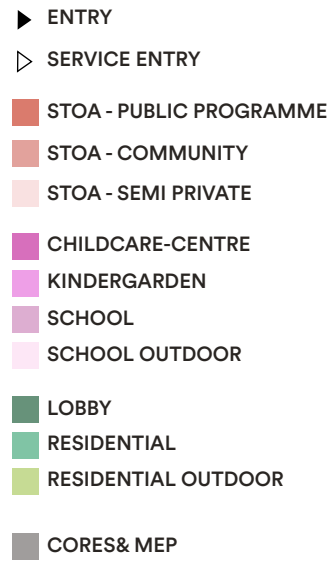 ENTRY
SERVICE ENTRY
STOA - PUBLIC PROGRAMME
STOA - COMMUNITY
STOA - SEMI PRIVATE
CHILDCARE-CENTRE
KINDERGARDEN
SCHOOL
SCHOOL OUTDOOR
LOBBY
RESIDENTIAL
RESIDENTIAL OUTDOOR
CORES& MEP